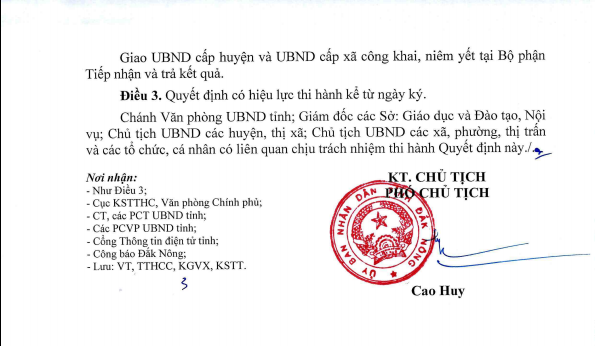 Giao UBND cấp huyện và UBND cấp xã công khai, niêm yết tại Bộ phận
Tiếp nhận và trả kết quả.
Điều 3. Quyết định có hiệu lực thi hành kể từ ngày ký.
Chánh Văn phòng UBND tỉnh; Giám đốc các Sở: Giáo dục và Đào tạo, Nội
vụ; Chủ tịch UBND các huyện, thị xã; Chủ tịch UBND các xã, phường, thị trấn
và các tổ chức, cá nhân có liên quan chịu trách nhiệm thi hành Quyết định này./.
Nơi nhận:
- Như Điều 3;
- Cục KSTTHC, Văn phòng Chính phủ;
- CT, các PCT UBND tỉnh;
- Các PCVP UBND tỉnh;
- Cổng Thông tin điện tử tỉnh;
- Công báo Đắk Nông;
- Lưu: VT, TTHCC, KGVX, KSTT.
3
KT. CHỦ TỊCH
PHÓ CHỦ TỊCH
ỦY BAN NHÂN DÂN TỈNH ĐẮK NÔNG
Cao Huy